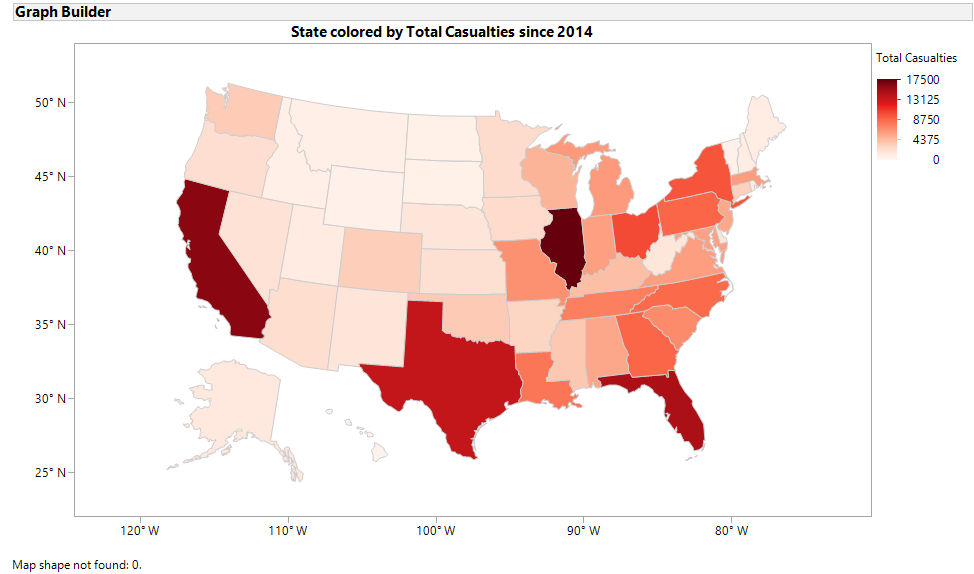 Graph Builder
State colored by Total Casualties since 2014
Total Casualties
17500
13125
8750
4375
0
50° N
45° N
40° N
35° N
30° N
25° N
120° W
110° W
100° W
90° W
80° W
Map shape not found: 0.